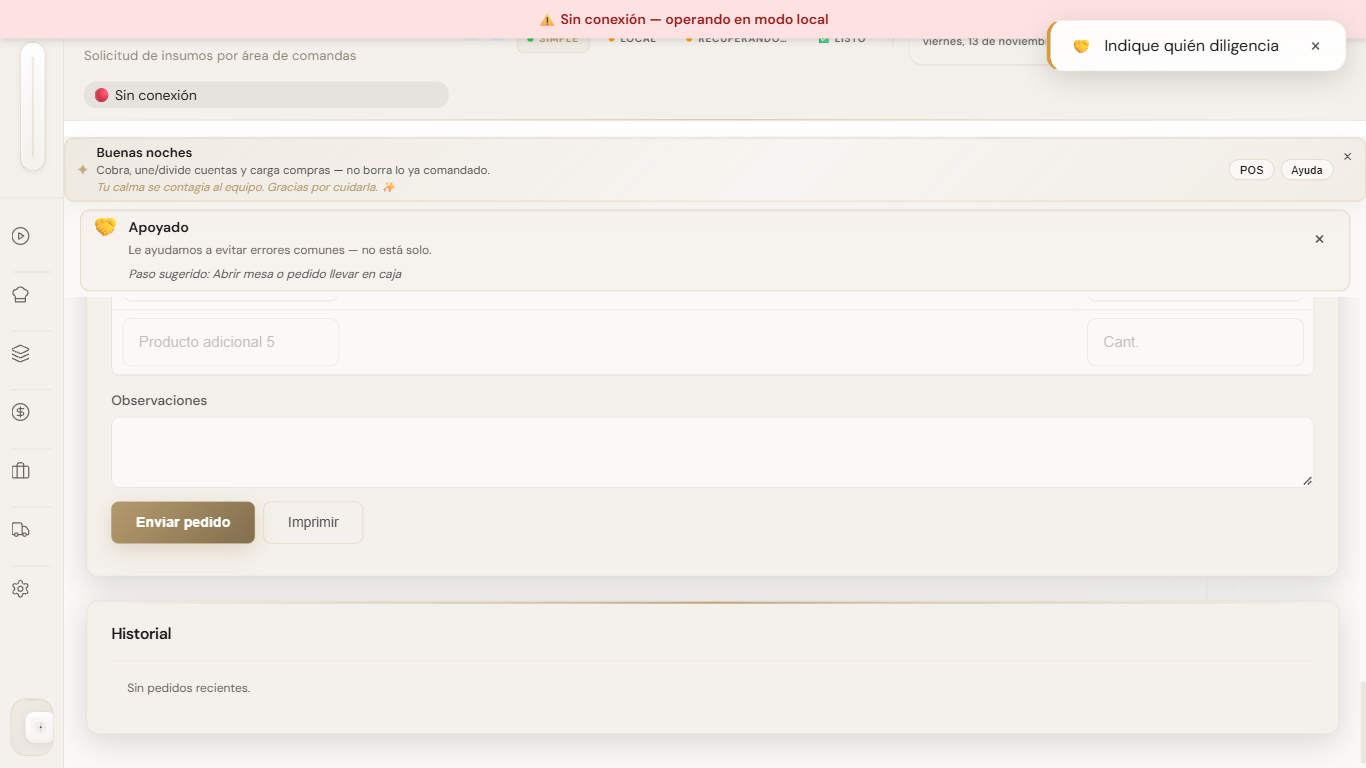 ⚠️ Sin conexión — operando en modo local
Solicitud de insumos por área de comandas
SIMPLE
LOCAL
RECUPERANDO…
LISTO
viernes, 13 de noviemb
🤝 Indique quién diligencia ×
Sin conexión
Buenas noches
Cobra, une/divide cuentas y carga compras — no borra lo ya comandado.
Tu calma se contagia al equipo. Gracias por cuidarla. ✨
POS
Ayuda
×
Apoyado
Le ayudamos a evitar errores comunes — no está solo.
Paso sugerido: Abrir mesa o pedido llevar en caja
×
Producto adicional 5
Cant.
Observaciones
Enviar pedido
Imprimir
Historial
Sin pedidos recientes.